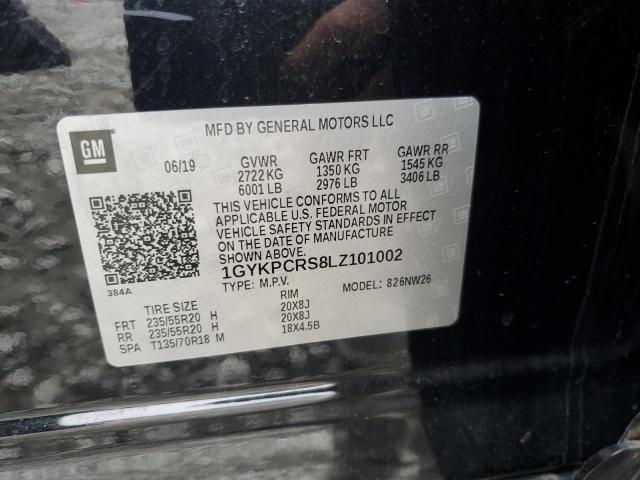 MFD BY GENERAL MOTORS LLC
GM
06/19 GVWR GAWR FRT GAWR RR
2722 KG 1350 KG 1545 KG
6001 LB 2976 LB 3406 LB
THIS VEHICLE CONFORMS TO ALL
APPLICABLE U.S. FEDERAL MOTOR
VEHICLE SAFETY STANDARDS IN EFFECT
ON THE DATE OF MANUFACTURE
SHOWN ABOVE.
384A
1GYKPCRS8LZ101002
TYPE: M.P.V. MODEL: 826NW26
TIRE SIZE RIM
FRT 235/55R20 H 20X8J
RR 235/55R20 H 20X8J
SPA T135/70R18 M 18X4.5B